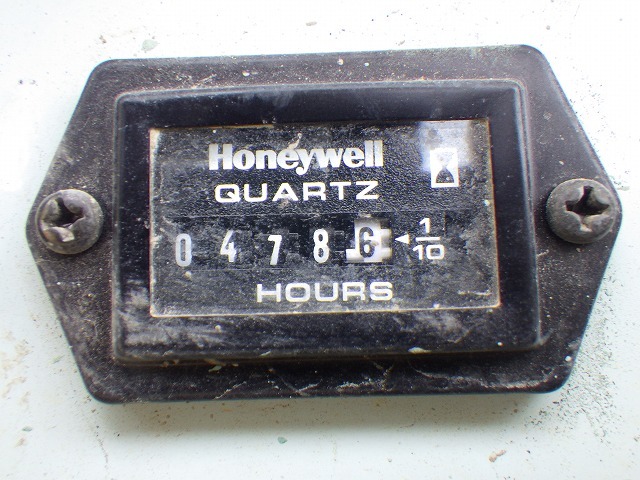 Honeywell
QUARTZ
0 4 7 8 6 ◄ 1/10
HOURS